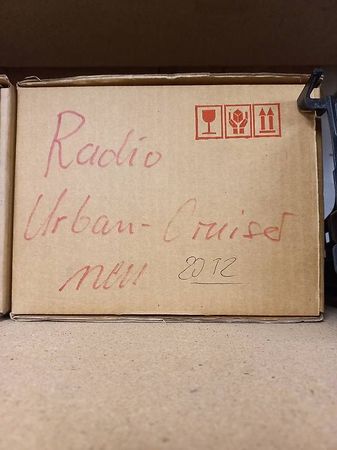 Radio
Urban-Cruiser
neu 2012